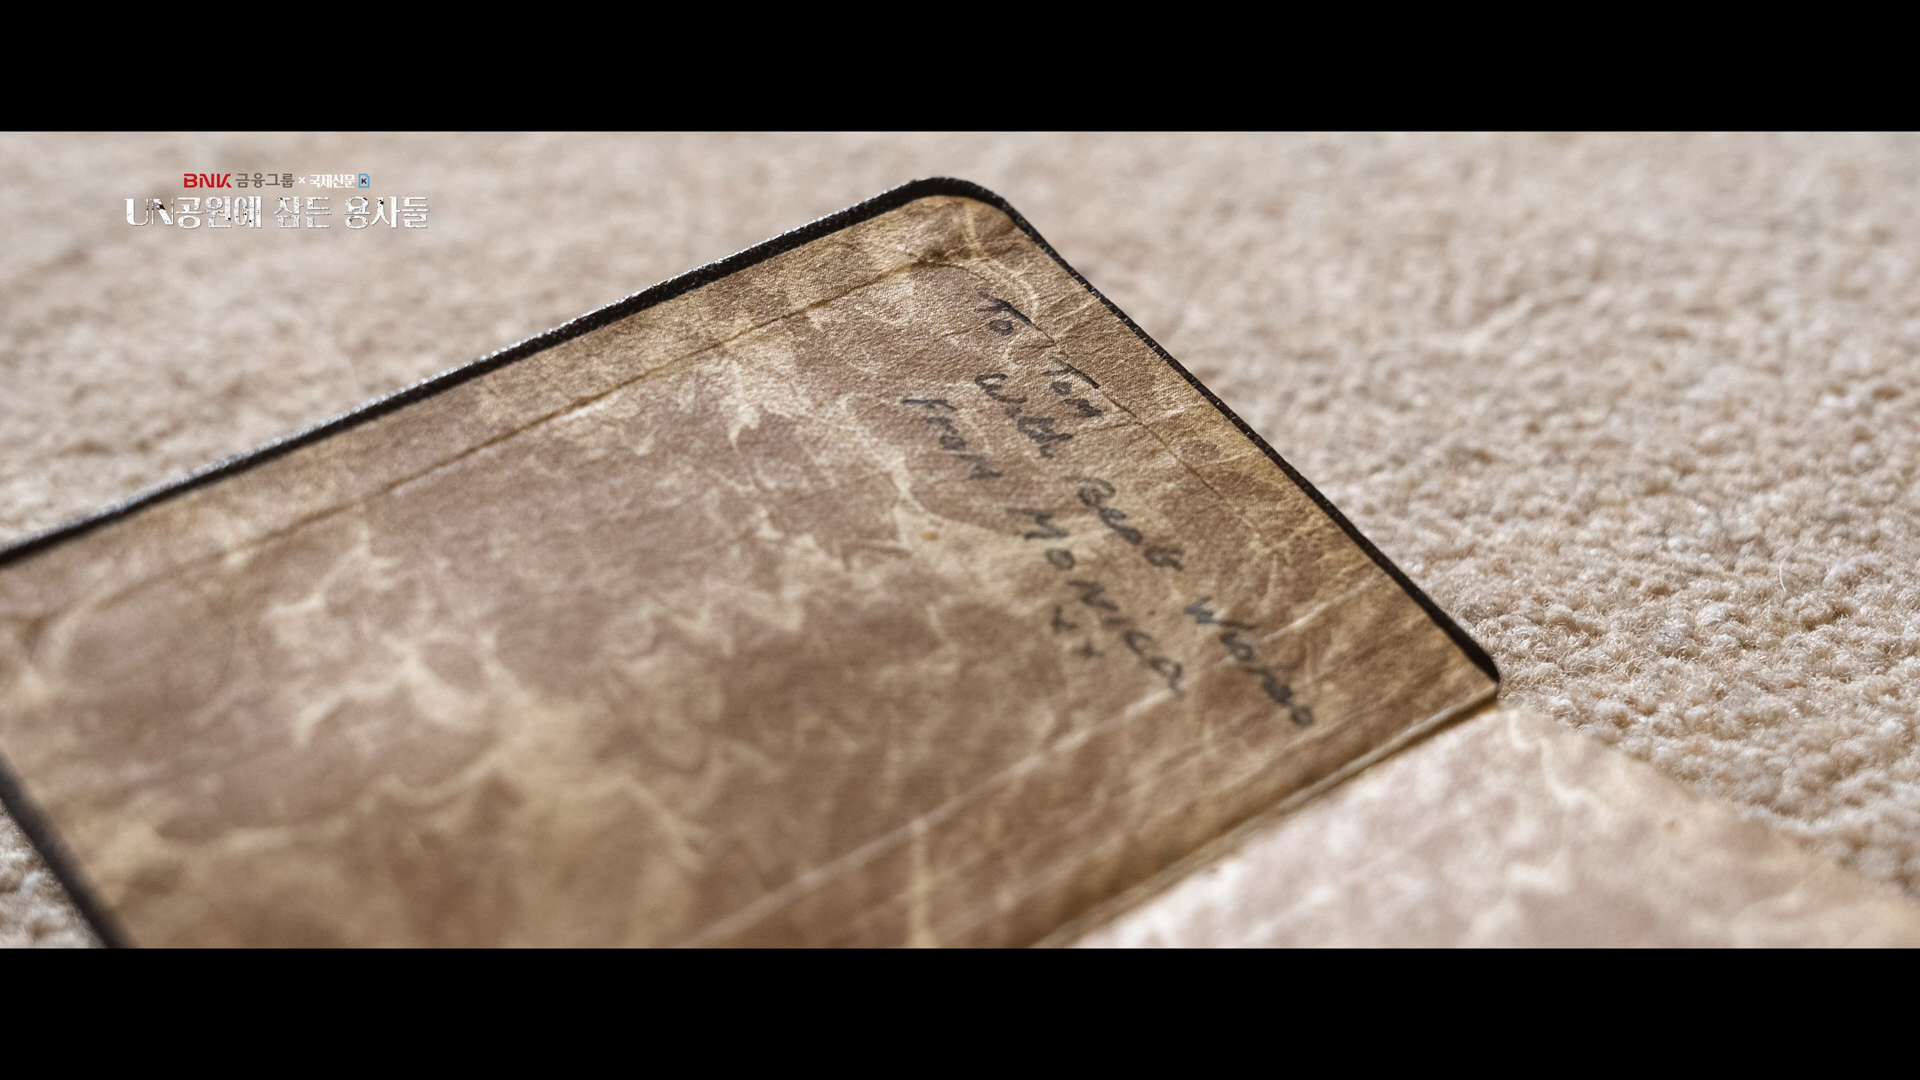 BNK 금융그룹 × 국제신문 K
UN공원에 잠든 용사들
To Tom
With Best Wishes
From Monica
xx